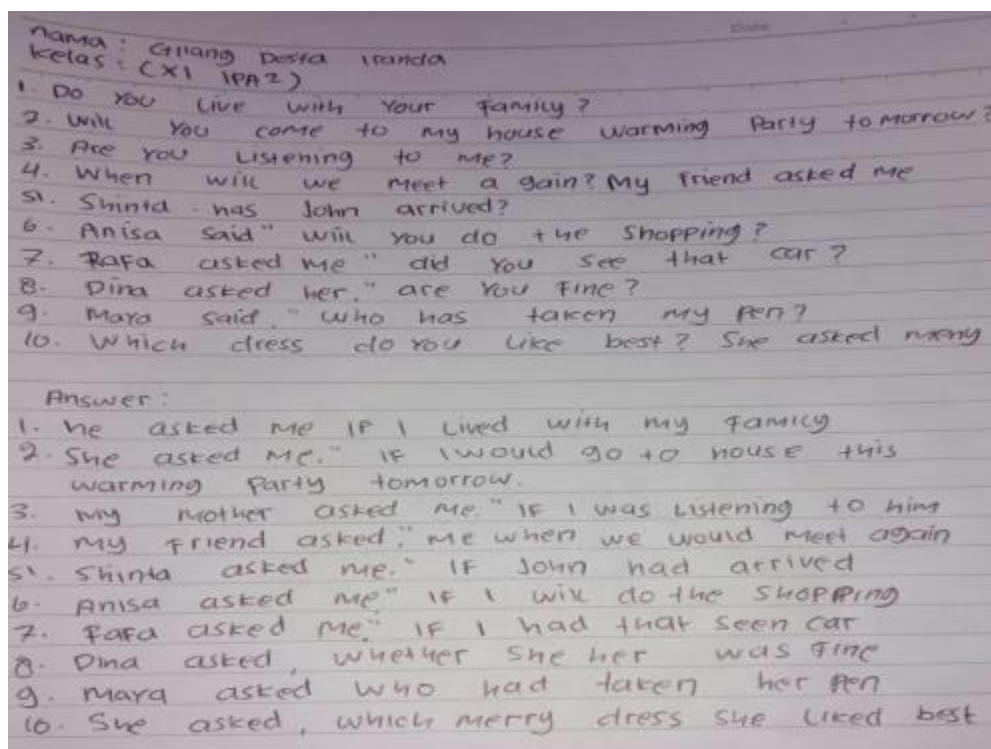 Date
Nama : Gilang Desta iranda
Kelas : (XI IPA 2)
1. Do you live with your family?
2. Will you come to my house warming party tomorrow?
3. Are you listening to me?
4. When will we meet a gain? My friend asked me
5. Shinta has John arrived?
6. Anisa said" will you do the shopping?
7. Rafa asked me" did you see that car?
8. Dina asked her." are you fine?
9. Mara said. "who has taken my pen?
10. Which dress do you like best? She asked
Answer:
1. he asked me if I lived with my family
2. She asked me." if I would go to house this
warming party tomorrow.
3. my mother asked me." if I was listening to him
4. my friend asked," me when we would meet again
5. Shinta asked me." if John had arrived
6. Anisa asked me" if I will do the shopping
7. Fafa asked me." if I had that seen car
8. Dina asked, whether she her was fine
9. Mara asked who had taken her pen
10. She asked, which merry dress she liked best